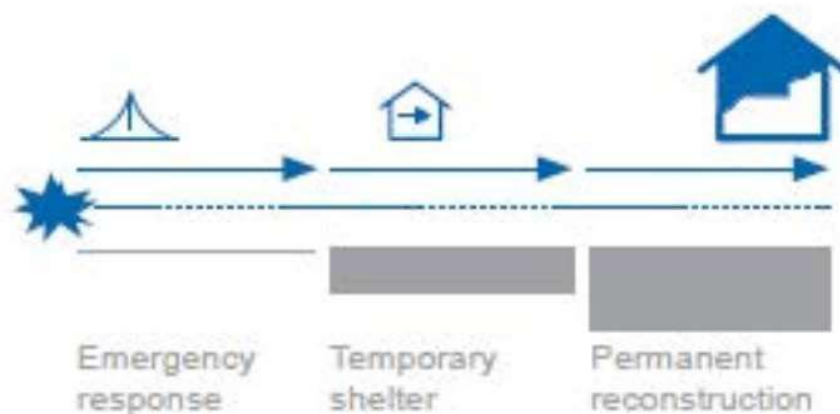 Emergency
response
Temporary
shelter
Permanent
reconstruction